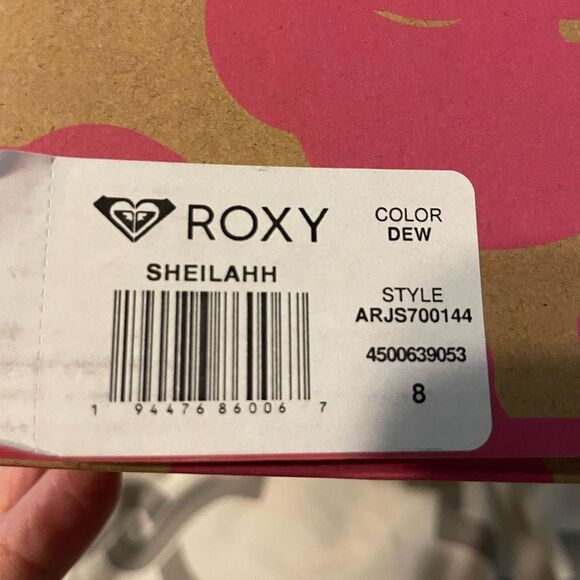 ROXY
SHEILAHH
1 94476 86006 7
COLOR
DEW
STYLE
ARJS700144
4500639053
8